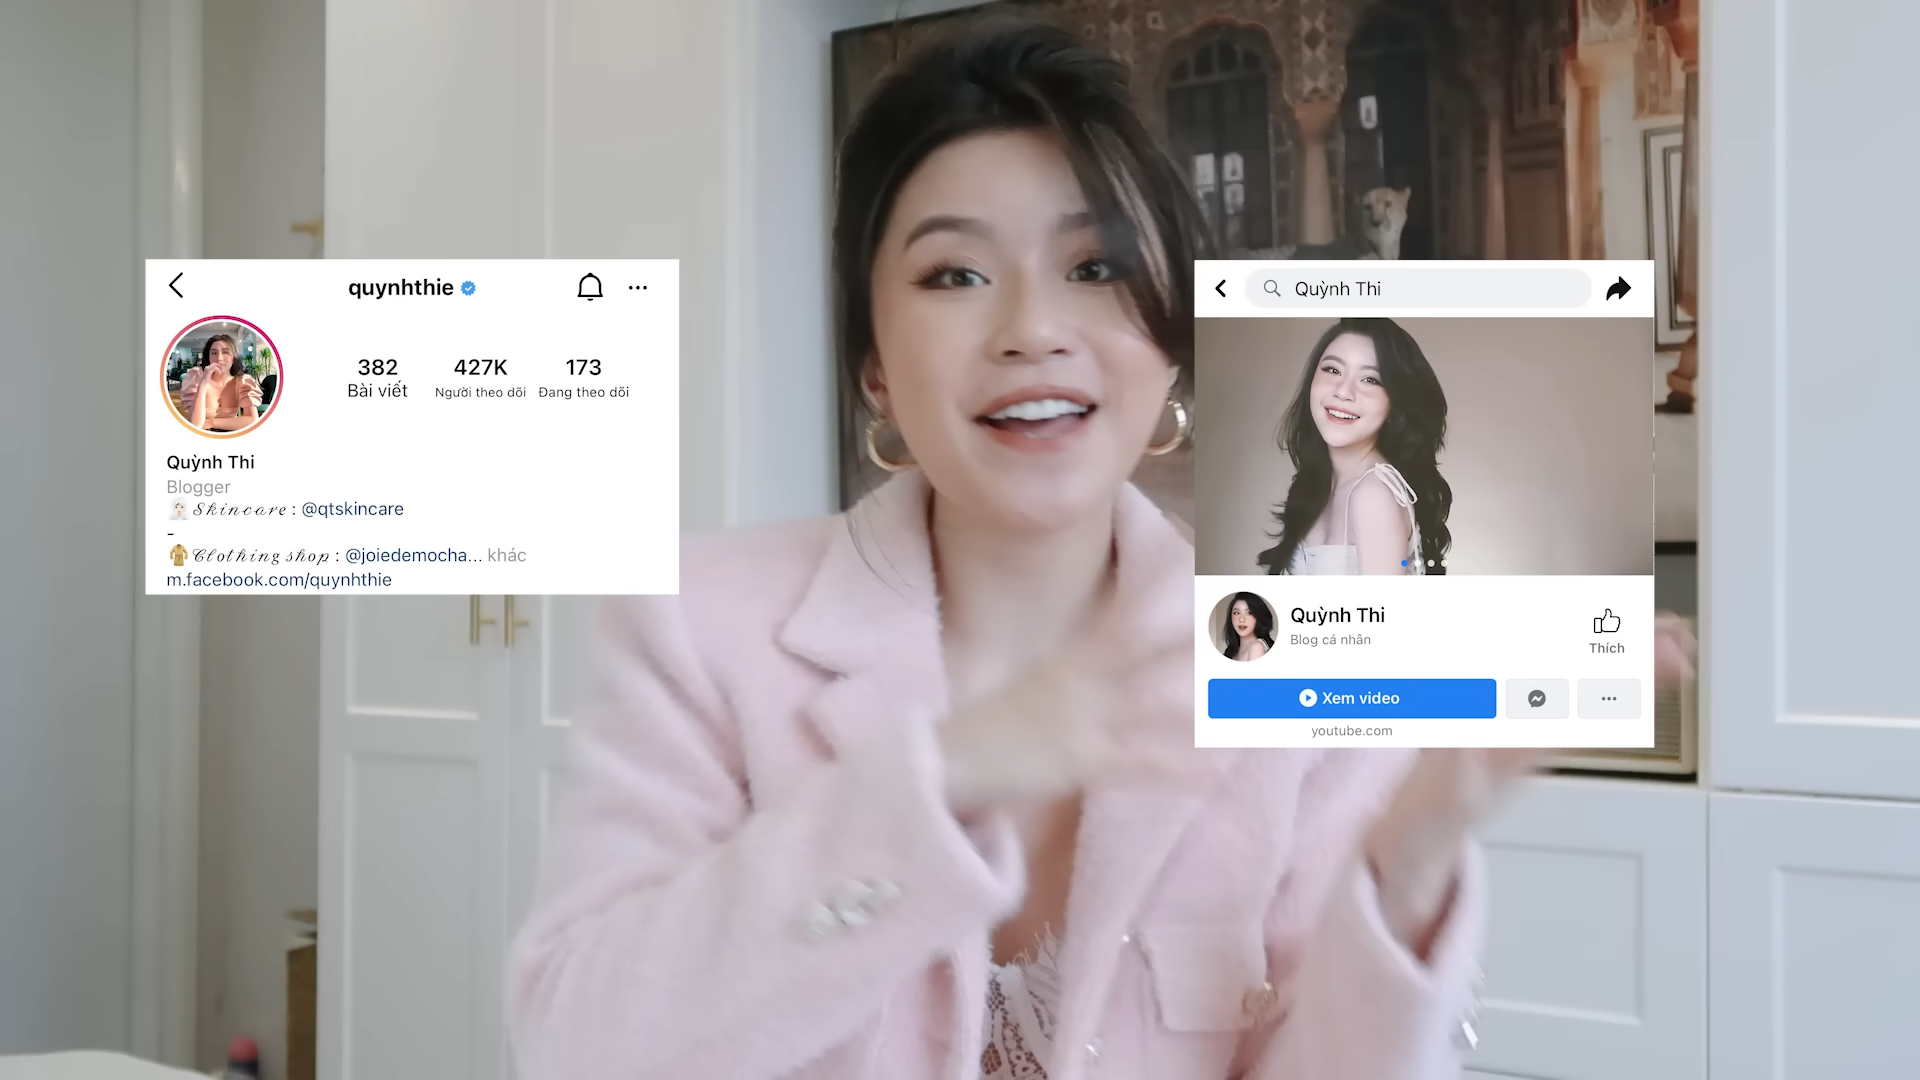 quynhthie
382
427K
173
Bài viết
Người theo dõi
Đang theo dõi
Quỳnh Thi
Blogger
𝒮𝓀𝒾𝓃𝒸𝒶𝓇𝑒 : @qtskincare
-
𝒞𝓁𝑜𝓉𝒽𝒾𝓃𝑔 𝓈𝒽𝑜𝓅 : @joiedemocha... khác
m.facebook.com/quynhthie
Quỳnh Thi
Quỳnh Thi
Blog cá nhân
Thích
Xem video
youtube.com